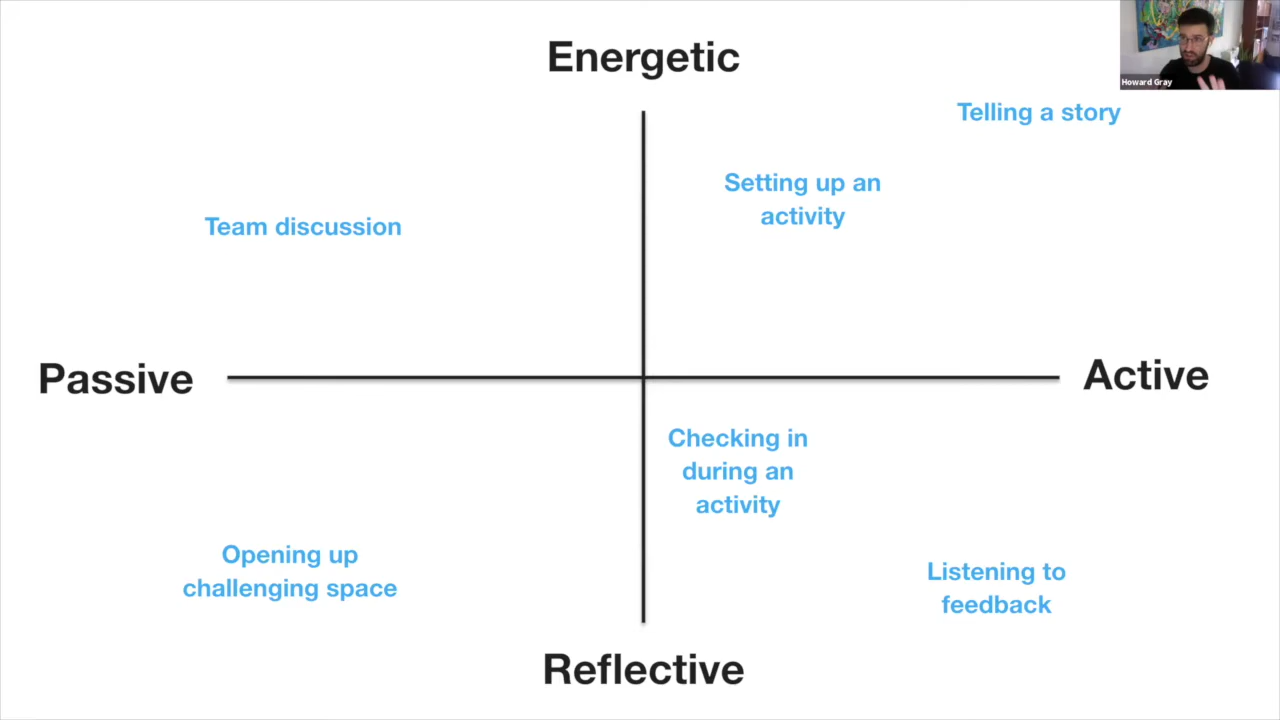 Energetic
Howard Gray
Telling a story
Setting up an
activity
Team discussion
Passive
Active
Checking in
during an
activity
Opening up
challenging space
Listening to
feedback
Reflective